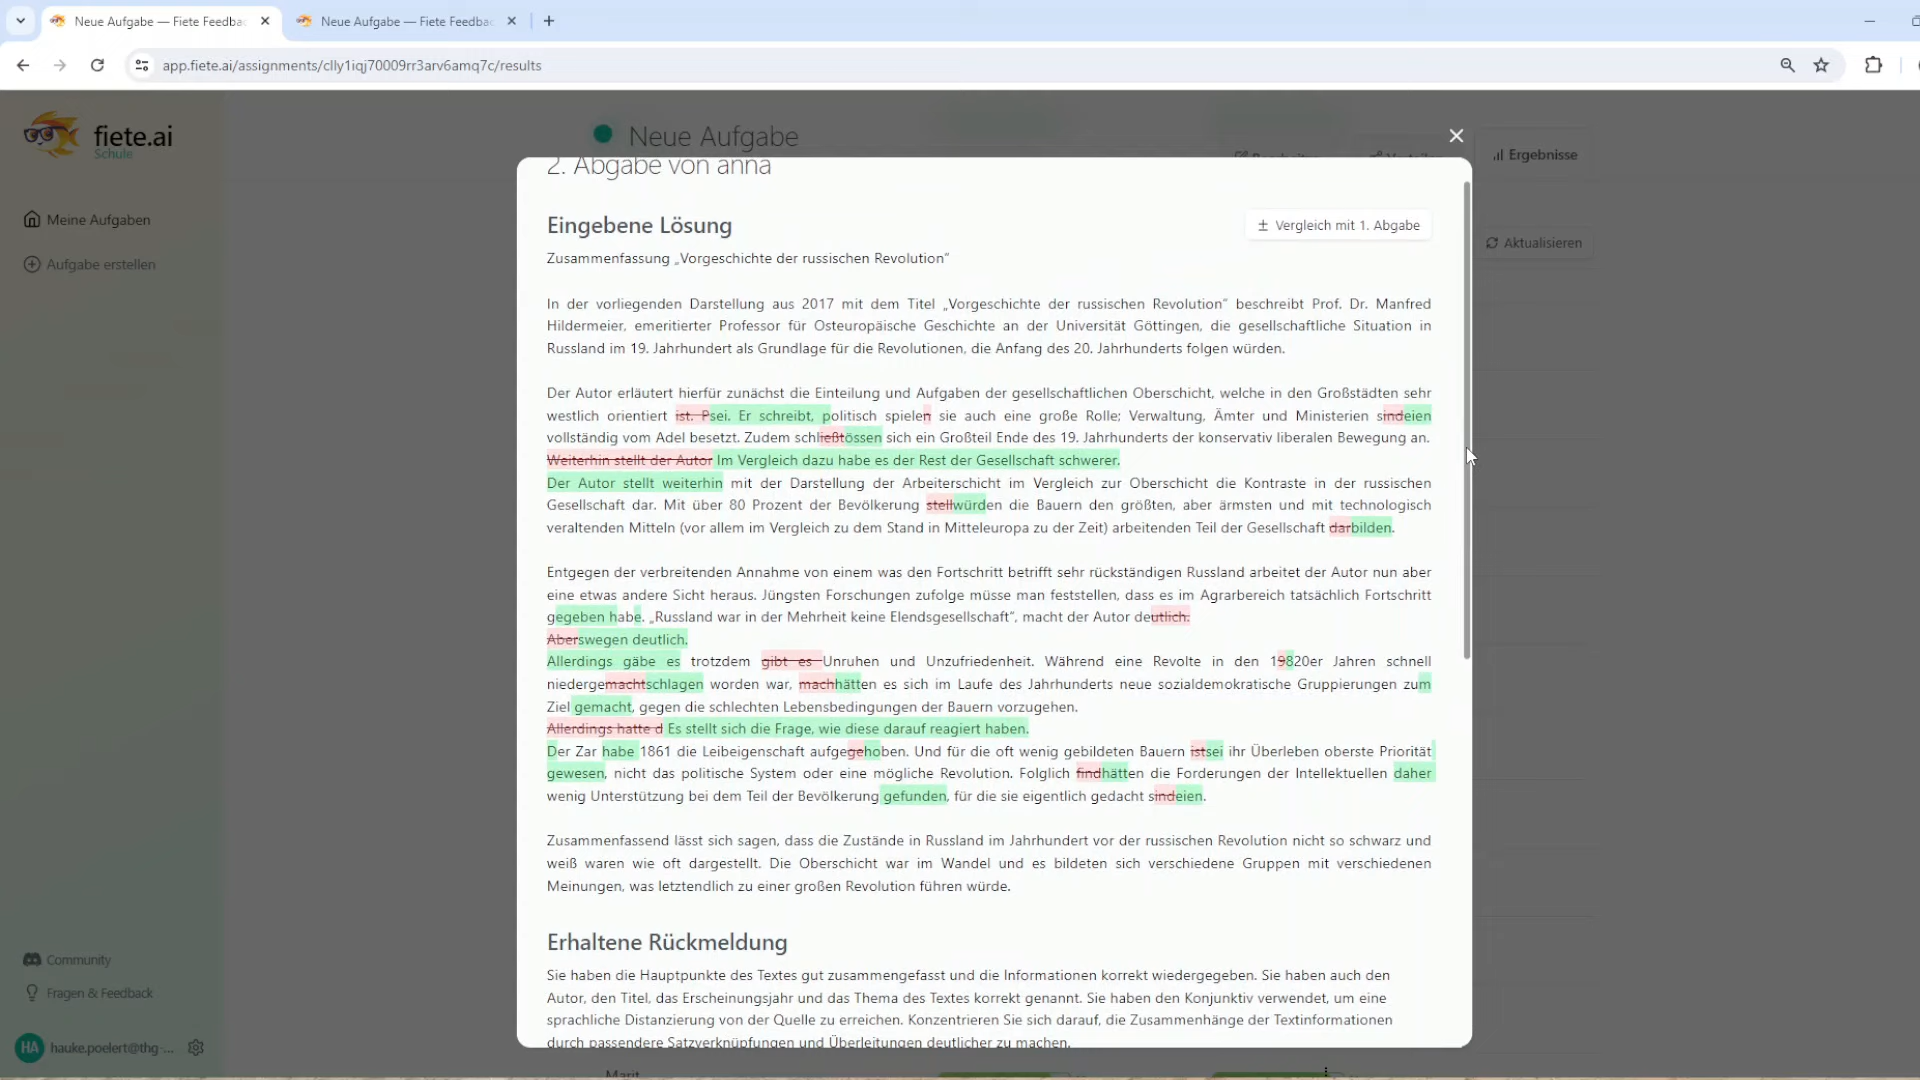 Neue Aufgabe — Fiete Feedba
Neue Aufgabe — Fiete Feedba
app.fiete.ai/assignments/clly1iqj70009rr3arv6amq7c/results
fiete.ai
Schule
Neue Aufgabe
Ergebnisse
Meine Aufgaben
Aktualisieren
Aufgabe erstellen
2. Abgabe von anna
Eingebene Lösung
± Vergleich mit 1. Abgabe
Zusammenfassung „Vorgeschichte der russischen Revolution"
In der vorliegenden Darstellung aus 2017 mit dem Titel „Vorgeschichte der russischen Revolution" beschreibt Prof. Dr. Manfred
Hildermeier, emeritierter Professor für Osteuropäische Geschichte an der Universität Göttingen, die gesellschaftliche Situation in
Russland im 19. Jahrhundert als Grundlage für die Revolutionen, die Anfang des 20. Jahrhunderts folgen würden.
Der Autor erläutert hierfür zunächst die Einteilung und Aufgaben der gesellschaftlichen Oberschicht, welche in den Großstädten sehr
westlich orientiert ist. Psei. Er schreibt, politisch spielen sie auch eine große Rolle; Verwaltung, Ämter und Ministerien sindeien
vollständig vom Adel besetzt. Zudem schließtössen sich ein Großteil Ende des 19. Jahrhunderts der konservativ liberalen Bewegung an.
Weiterhin stellt der Autor Im Vergleich dazu habe es der Rest der Gesellschaft schwerer.
Der Autor stellt weiterhin mit der Darstellung der Arbeiterschicht im Vergleich zur Oberschicht die Kontraste in der russischen
Gesellschaft dar. Mit über 80 Prozent der Bevölkerung stellwürden die Bauern den größten, aber ärmsten und mit technologisch
veraltenden Mitteln (vor allem im Vergleich zu dem Stand in Mitteleuropa zu der Zeit) arbeitenden Teil der Gesellschaft darbilden.
Entgegen der verbreitenden Annahme von einem was den Fortschritt betrifft sehr rückständigen Russland arbeitet der Autor nun aber
eine etwas andere Sicht heraus. Jüngsten Forschungen zufolge müsse man feststellen, dass es im Agrarbereich tatsächlich Fortschritt
gegeben habe. „Russland war in der Mehrheit keine Elendsgesellschaft", macht der Autor deutlich.
Aberswegen deutlich.
Allerdings gäbe es trotzdem gibt es Unruhen und Unzufriedenheit. Während eine Revolte in den 19820er Jahren schnell
niedergemachtschlagen worden war, machhätten es sich im Laufe des Jahrhunderts neue sozialdemokratische Gruppierungen zum
Ziel gemacht, gegen die schlechten Lebensbedingungen der Bauern vorzugehen.
Allerdings hatte d Es stellt sich die Frage, wie diese darauf reagiert haben.
Der Zar habe 1861 die Leibeigenschaft aufgegehoben. Und für die oft wenig gebildeten Bauern istsei ihr Überleben oberste Priorität
gewesen, nicht das politische System oder eine mögliche Revolution. Folglich findhätten die Forderungen der Intellektuellen daher
wenig Unterstützung bei dem Teil der Bevölkerung gefunden, für die sie eigentlich gedacht sindeien.
Zusammenfassend lässt sich sagen, dass die Zustände in Russland im Jahrhundert vor der russischen Revolution nicht so schwarz und
weiß waren wie oft dargestellt. Die Oberschicht war im Wandel und es bildeten sich verschiedene Gruppen mit verschiedenen
Meinungen, was letztendlich zu einer großen Revolution führen würde.
Erhaltene Rückmeldung
Sie haben die Hauptpunkte des Textes gut zusammengefasst und die Informationen korrekt wiedergegeben. Sie haben auch den
Autor, den Titel, das Erscheinungsjahr und das Thema des Textes korrekt genannt. Sie haben den Konjunktiv verwendet, um eine
sprachliche Distanzierung von der Quelle zu erreichen. Konzentrieren Sie sich darauf, die Zusammenhänge der Textinformationen
durch passendere Satzverknüpfungen und Überleitungen deutlicher zu machen.
Community
Fragen & Feedback
HA hauke.poelert@thg-...
Marit